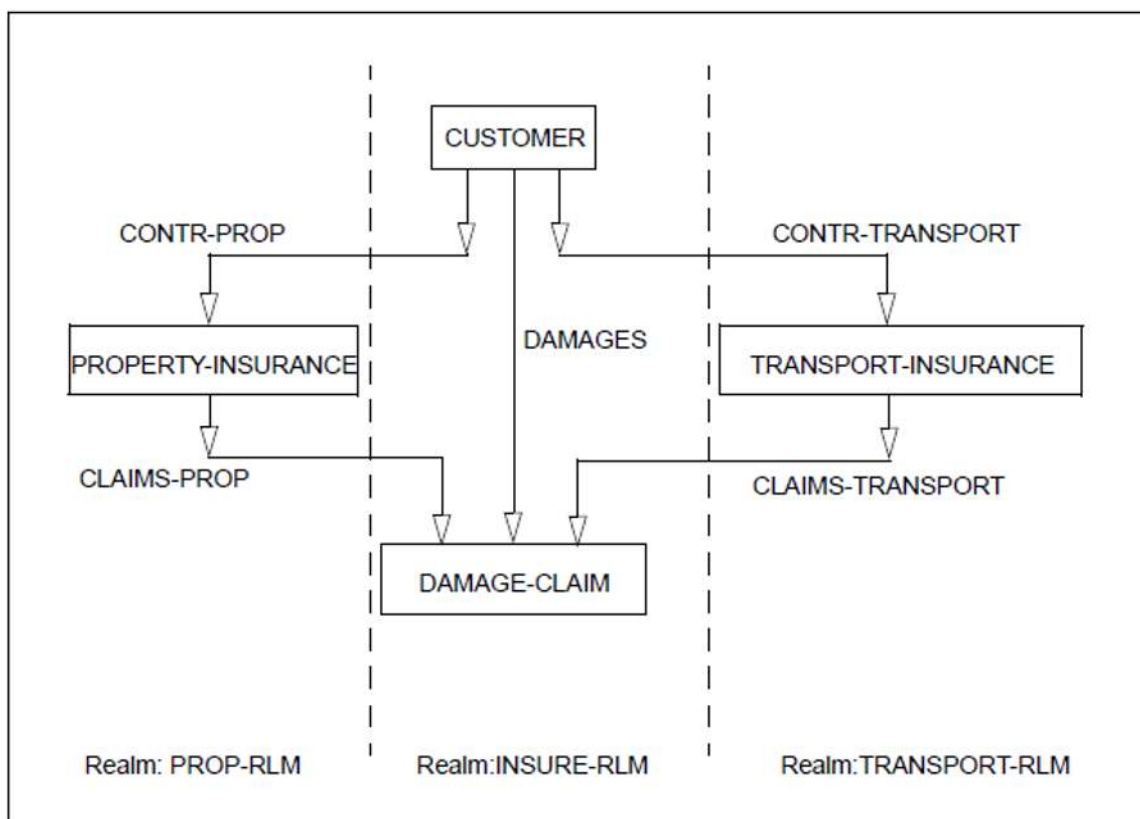 CUSTOMER
CONTR-PROP
CONTR-TRANSPORT
PROPERTY-INSURANCE
DAMAGES
TRANSPORT-INSURANCE
CLAIMS-PROP
CLAIMS-TRANSPORT
DAMAGE-CLAIM
Realm: PROP-RLM
Realm:INSURE-RLM
Realm:TRANSPORT-RLM